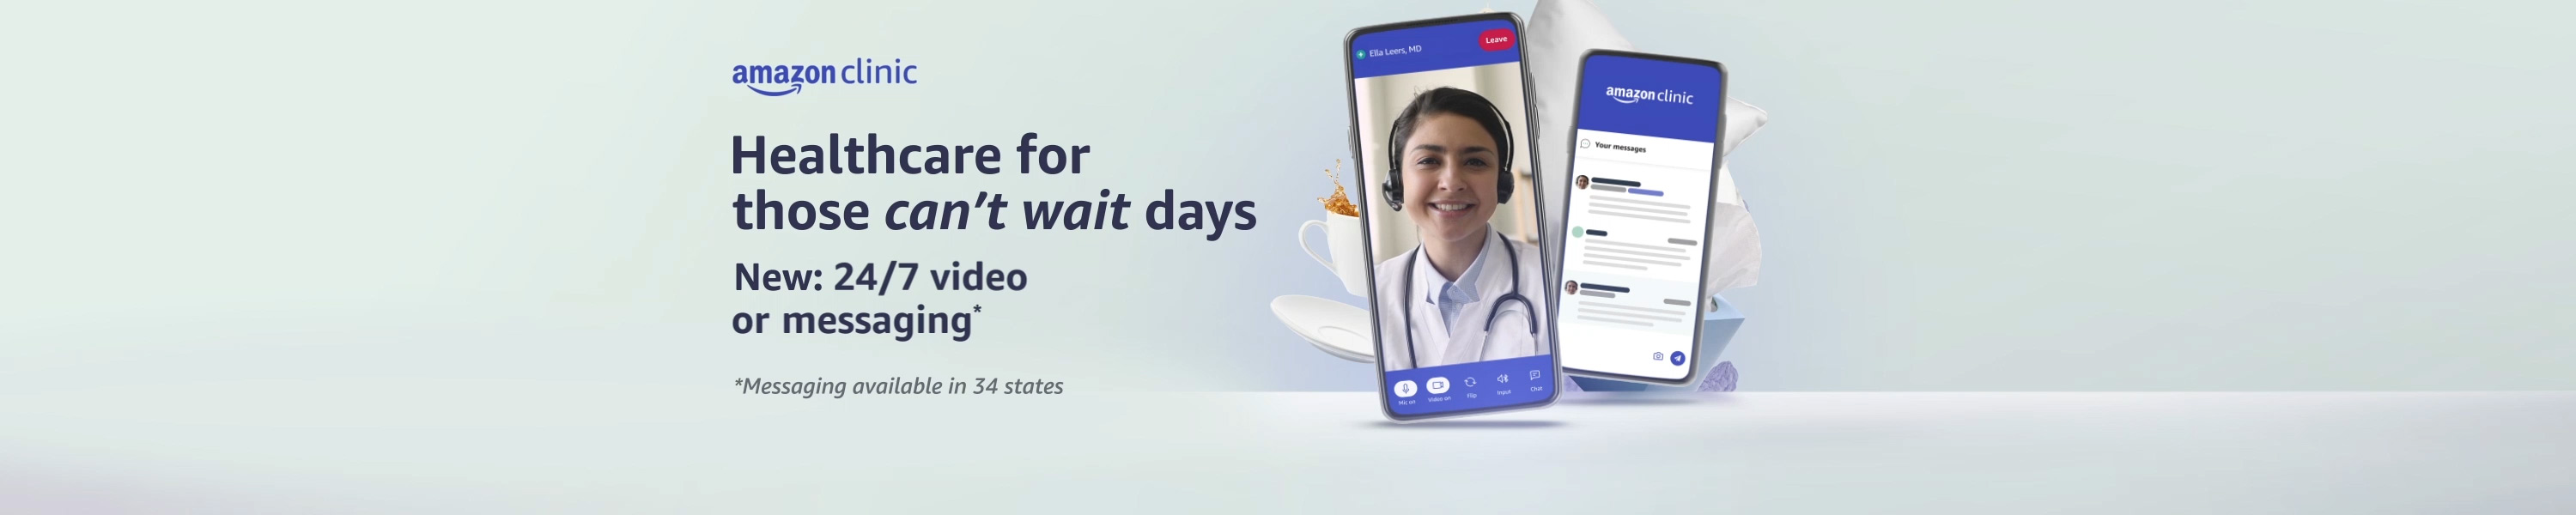 amazon clinic
Healthcare for
those can't wait days
New: 24/7 video
or messaging*
*Messaging available in 34 states
Ella Leers, MD
Leave
Mic on
Video on
Flip
Input
Chat
amazon clinic
Your messages